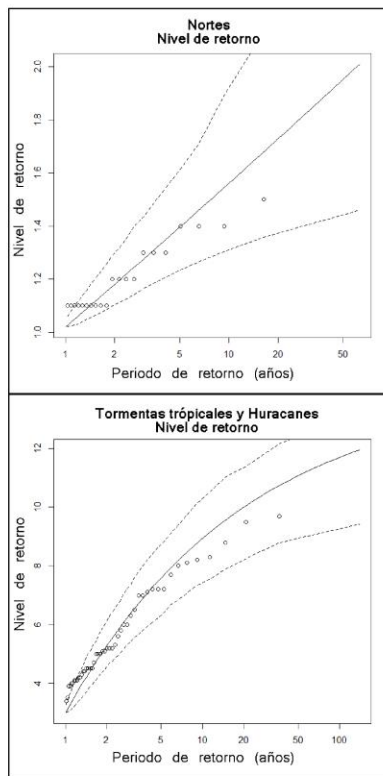 Nortes
Nivel de retorno
2.0
1.8
1.6
1.4
1.2
1.0
Nivel de retorno
1 2 5 10 20 50
Periodo de retorno (años)
Tormentas trópicales y Huracanes
Nivel de retorno
12
10
8
6
4
Nivel de retorno
1 2 5 10 20 50 100
Periodo de retorno (años)